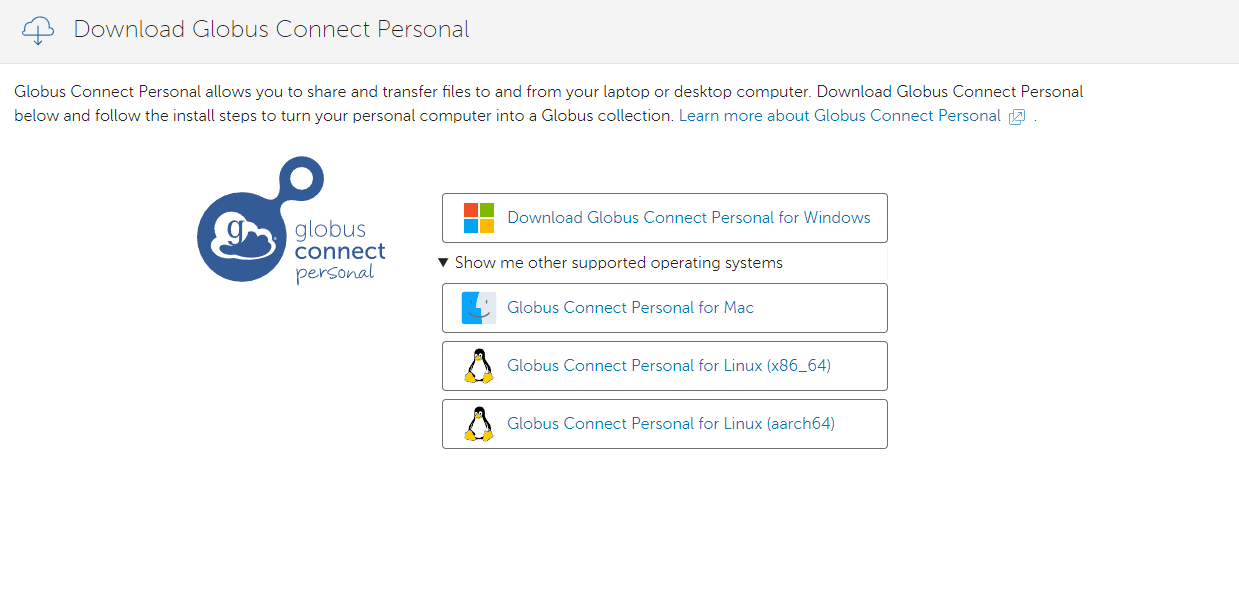 Download Globus Connect Personal
Globus Connect Personal allows you to share and transfer files to and from your laptop or desktop computer. Download Globus Connect Personal
below and follow the install steps to turn your personal computer into a Globus collection. Learn more about Globus Connect Personal .
g
globus
connect
personal
Download Globus Connect Personal for Windows
▼ Show me other supported operating systems
Globus Connect Personal for Mac
Globus Connect Personal for Linux (x86_64)
Globus Connect Personal for Linux (aarch64)